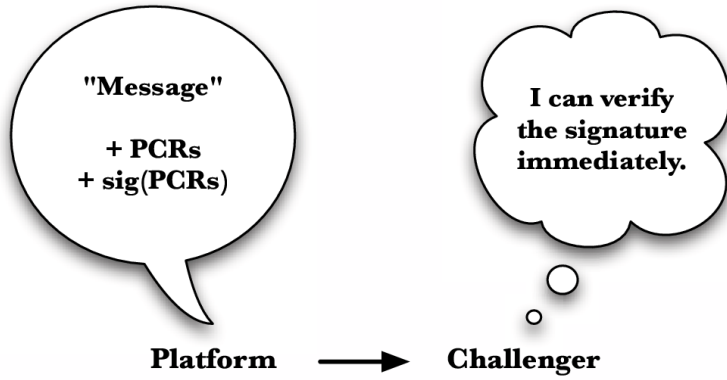 "Message"
+ PCRs
+ sig(PCRs)
I can verify
the signature
immediately.
Platform
Challenger